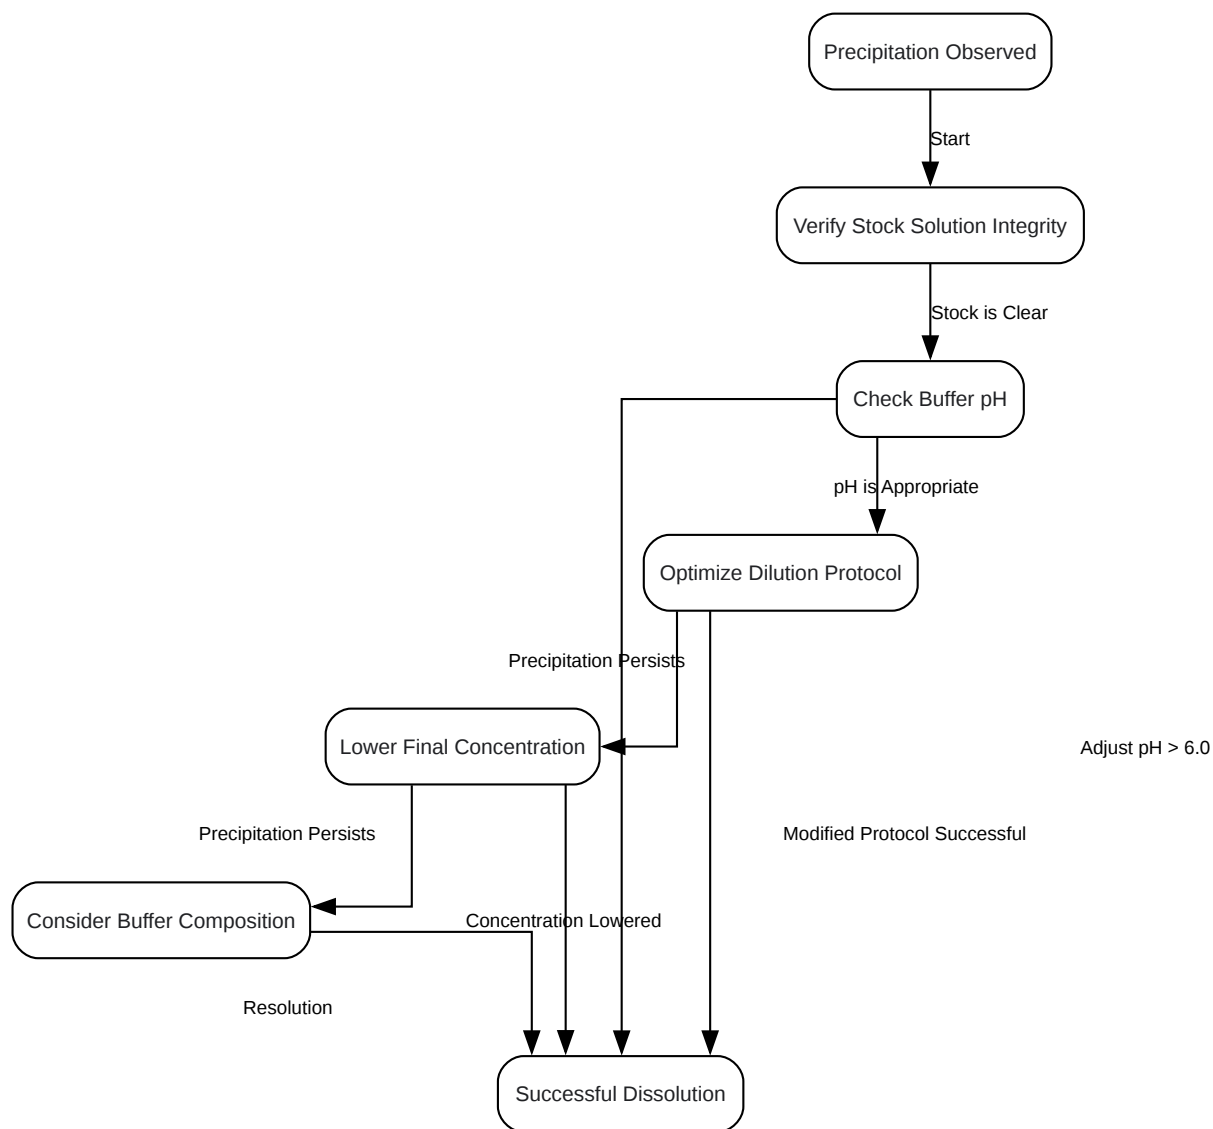 Precipitation Observed
Start
Verify Stock Solution Integrity
Stock is Clear
Check Buffer pH
pH is Appropriate
Optimize Dilution Protocol
Precipitation Persists
Lower Final Concentration
Adjust pH > 6.0
Precipitation Persists
Modified Protocol Successful
Consider Buffer Composition
Concentration Lowered
Resolution
Successful Dissolution